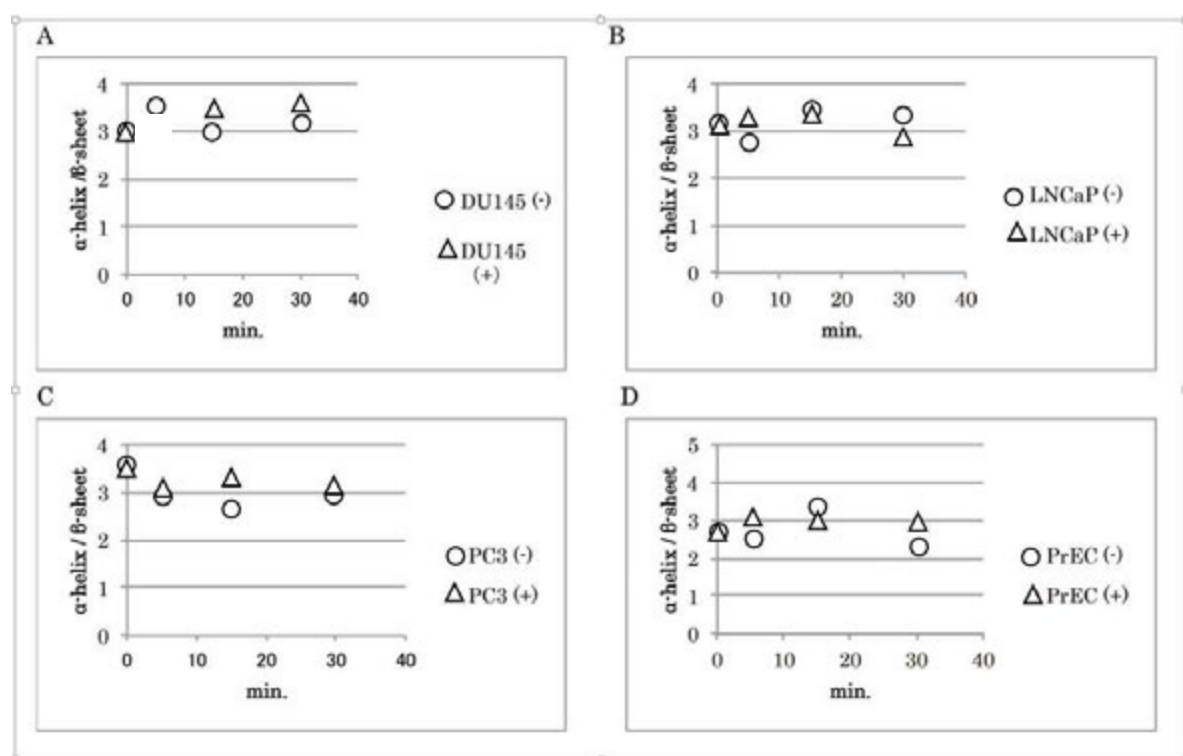 A
4
3
2
1
0
α-helix /β-sheet
0 10 20 30 40
min.
DU145 (-)
DU145
(+)
B
4
3
2
1
0
α-helix / β-sheet
0 10 20 30 40
min.
LNCaP (-)
LNCaP (+)
C
4
3
2
1
0
α-helix / β-sheet
0 10 20 30 40
min.
PC3 (-)
PC3 (+)
D
5
4
3
2
1
0
α-helix / β-sheet
0 10 20 30 40
min.
PrEC (-)
PrEC (+)